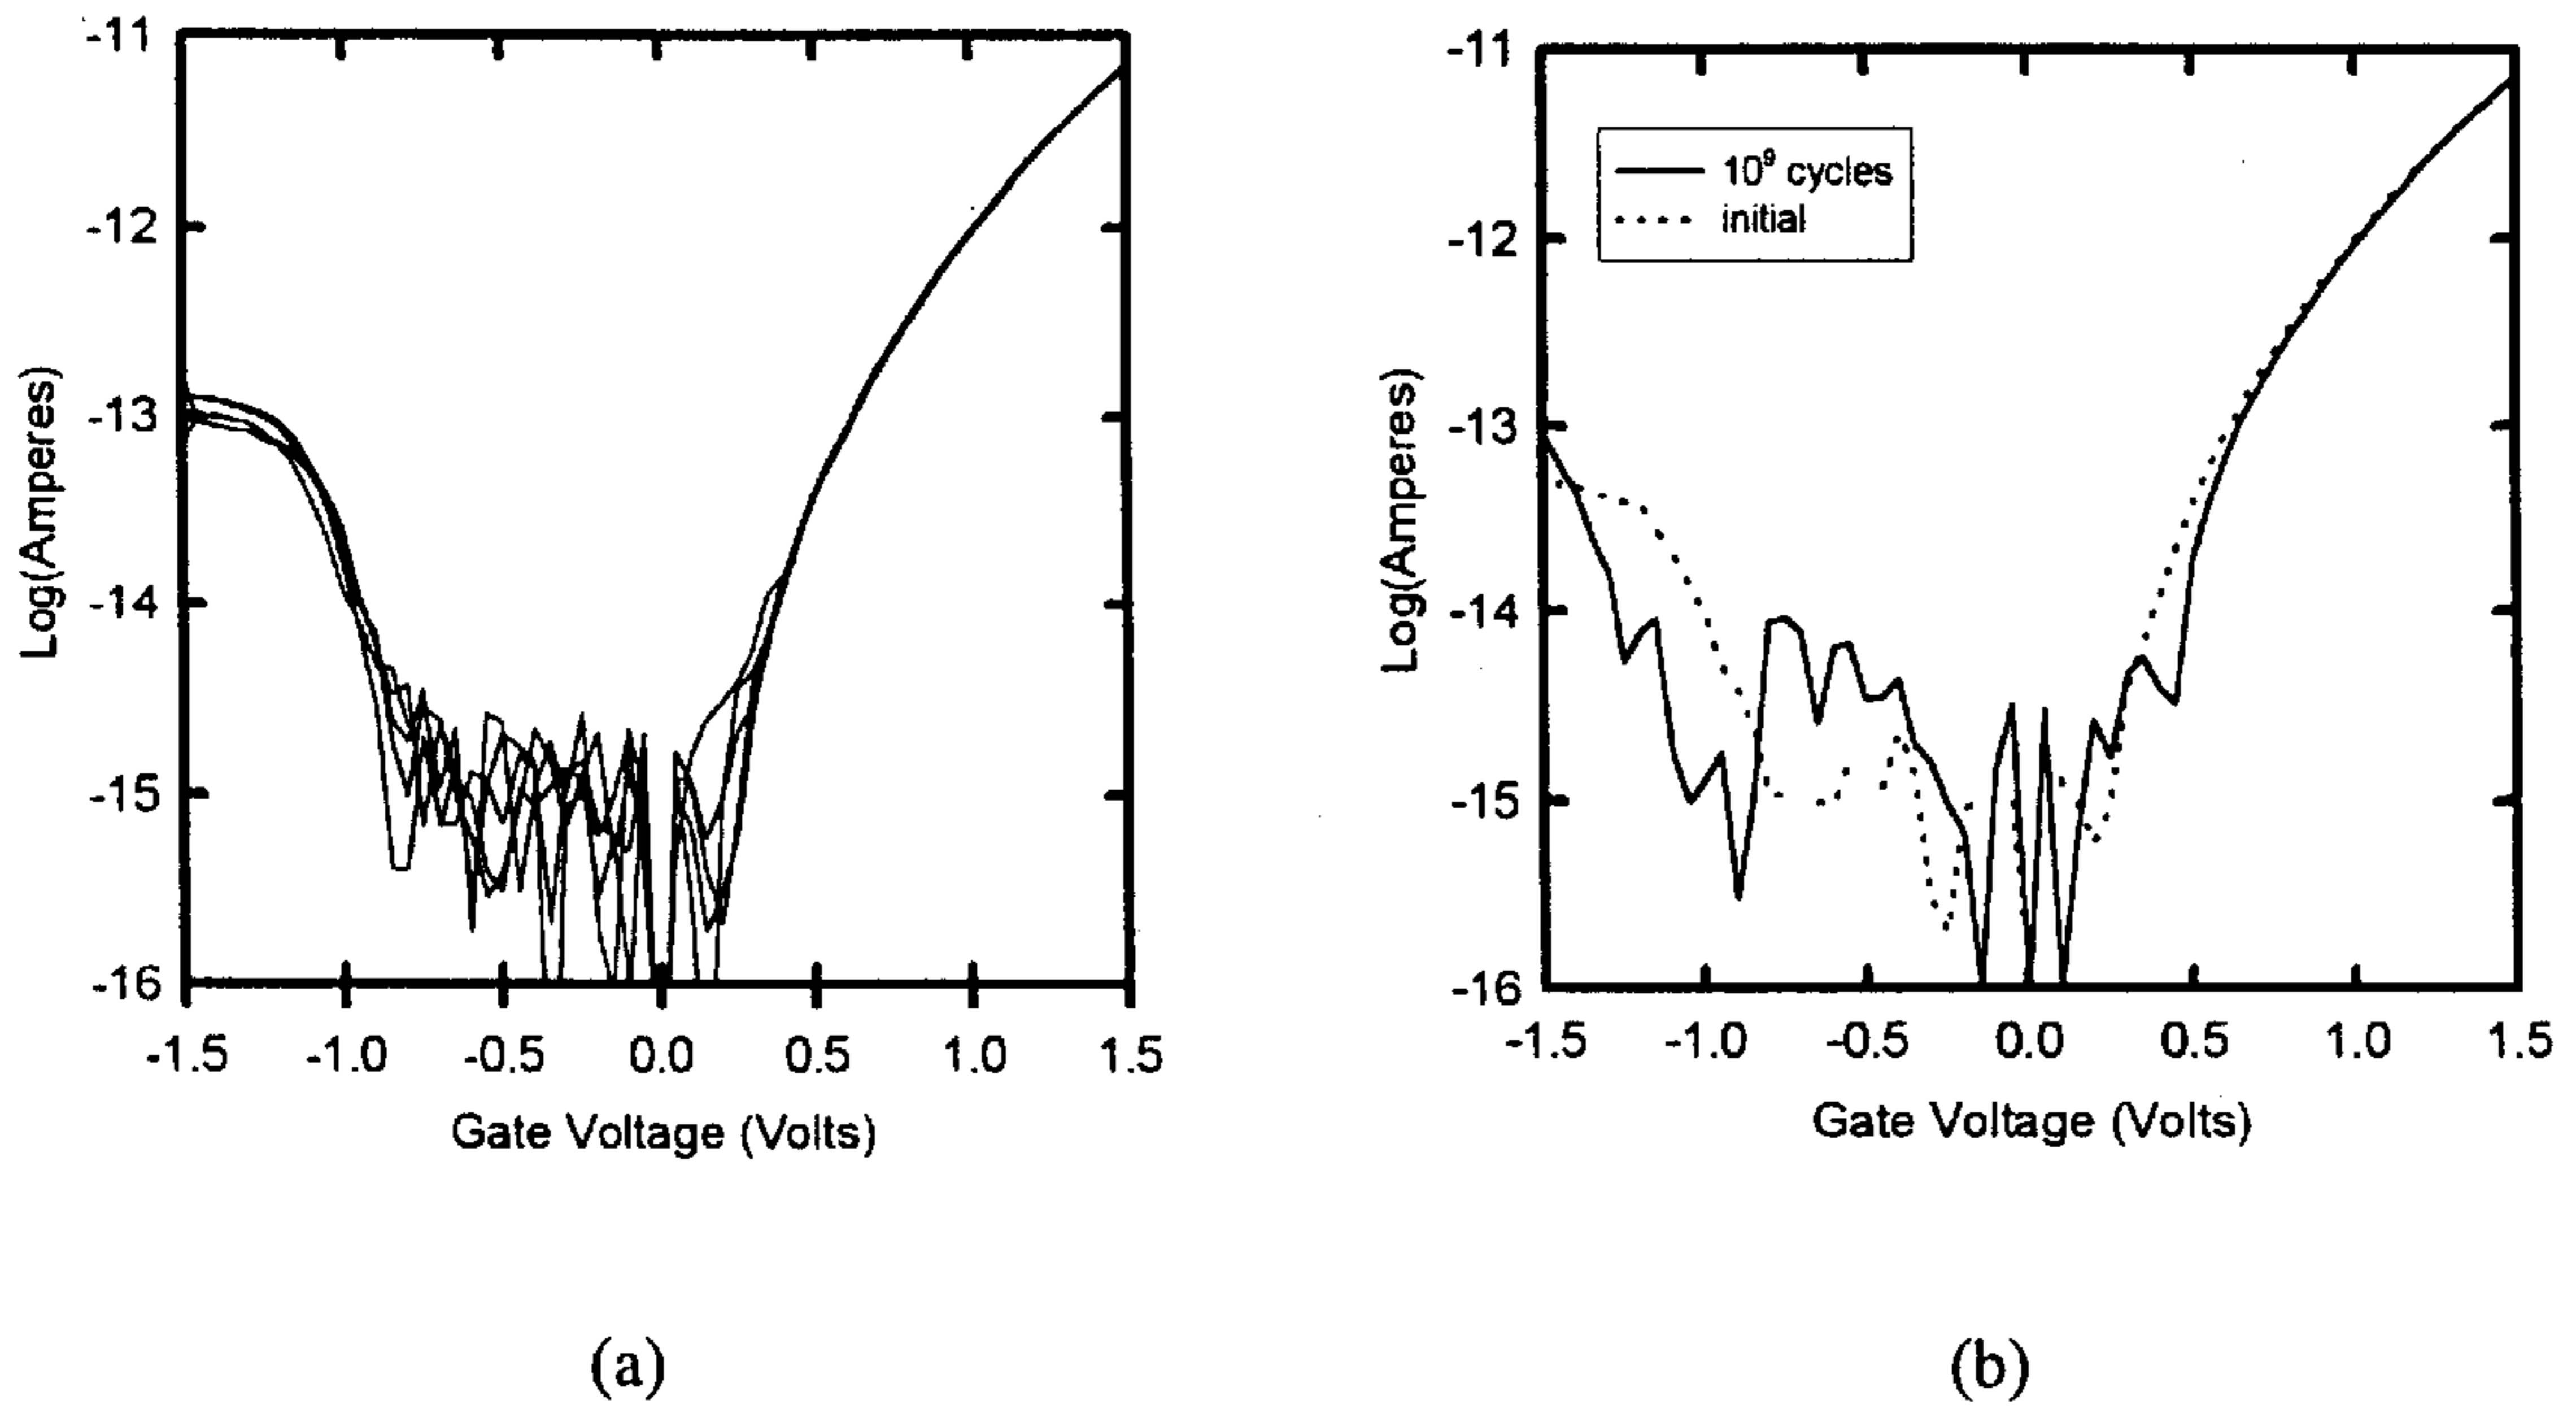 -11
-12
-13
-14
-15
-16
Log(Amperes)
-1.5 -1.0 -0.5 0.0 0.5 1.0 1.5
Gate Voltage (Volts)
(a)
-11
-12
-13
-14
-15
-16
Log(Amperes)
10⁹ cycles
initial
-1.5 -1.0 -0.5 0.0 0.5 1.0 1.5
Gate Voltage (Volts)
(b)